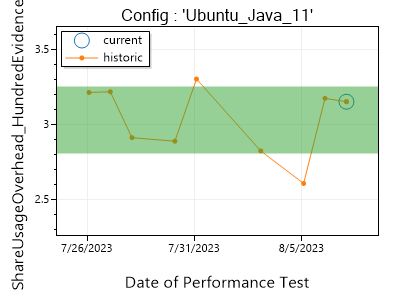 Config : 'Ubuntu_Java_11'
ShareUsageOverhead_HundredEvidence
current
historic
3.5
3
2.5
7/26/2023
7/31/2023
8/5/2023
Date of Performance Test